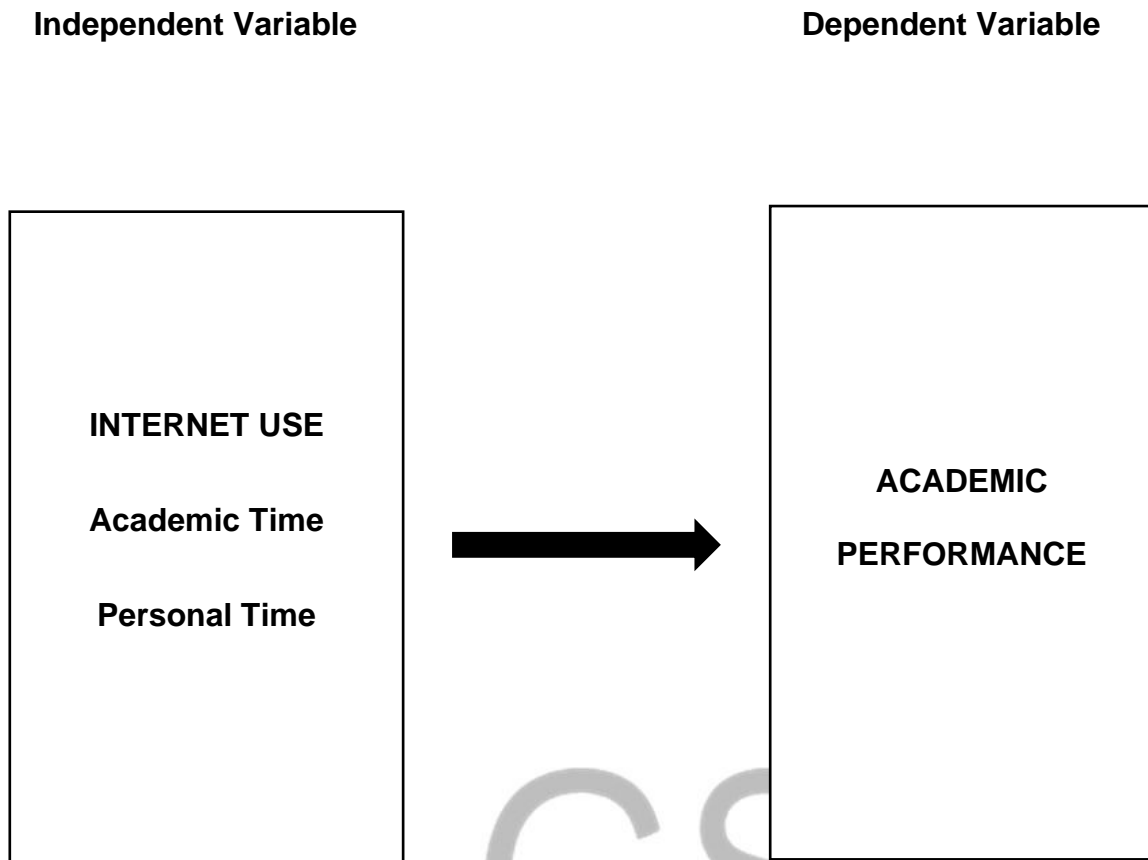 Independent Variable
Dependent Variable
INTERNET USE
Academic Time
Personal Time
ACADEMIC
PERFORMANCE